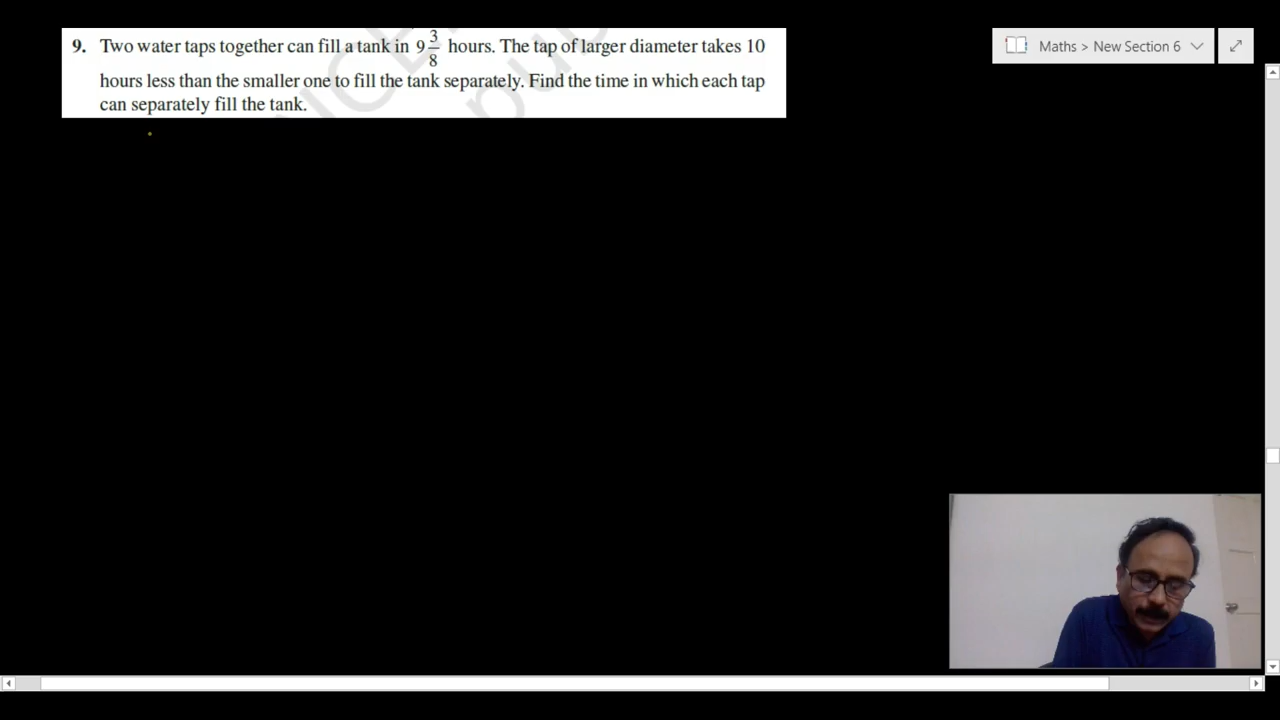 9. Two water taps together can fill a tank in 9 3/8 hours. The tap of larger diameter takes 10
hours less than the smaller one to fill the tank separately. Find the time in which each tap
can separately fill the tank.
Maths > New Section 6